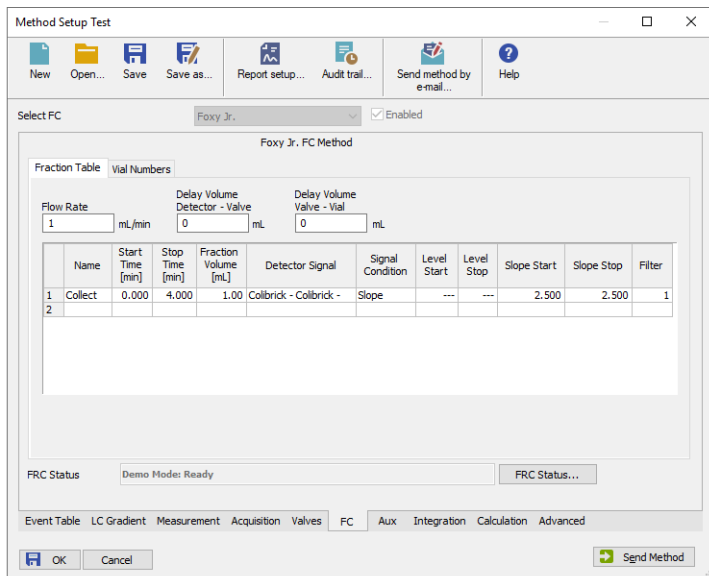 Method Setup Test
New Open... Save Save as... Report setup... Audit trail... Send method by e-mail... Help
Select FC Foxy Jr. Enabled
Foxy Jr. FC Method
Fraction Table Vial Numbers
Flow Rate Delay Volume Detector - Valve Delay Volume Valve - Vial
1 mL/min 0 mL 0 mL
Name Start Time [min] Stop Time [min] Fraction Volume [mL] Detector Signal Signal Condition Level Start Level Stop Slope Start Slope Stop Filter
1 Collect 0.000 4.000 1.00 Colibrick - Colibrick - Slope --- --- 2.500 2.500 1
2
FRC Status Demo Mode: Ready FRC Status...
Event Table LC Gradient Measurement Acquisition Valves FC Aux Integration Calculation Advanced
OK Cancel Send Method